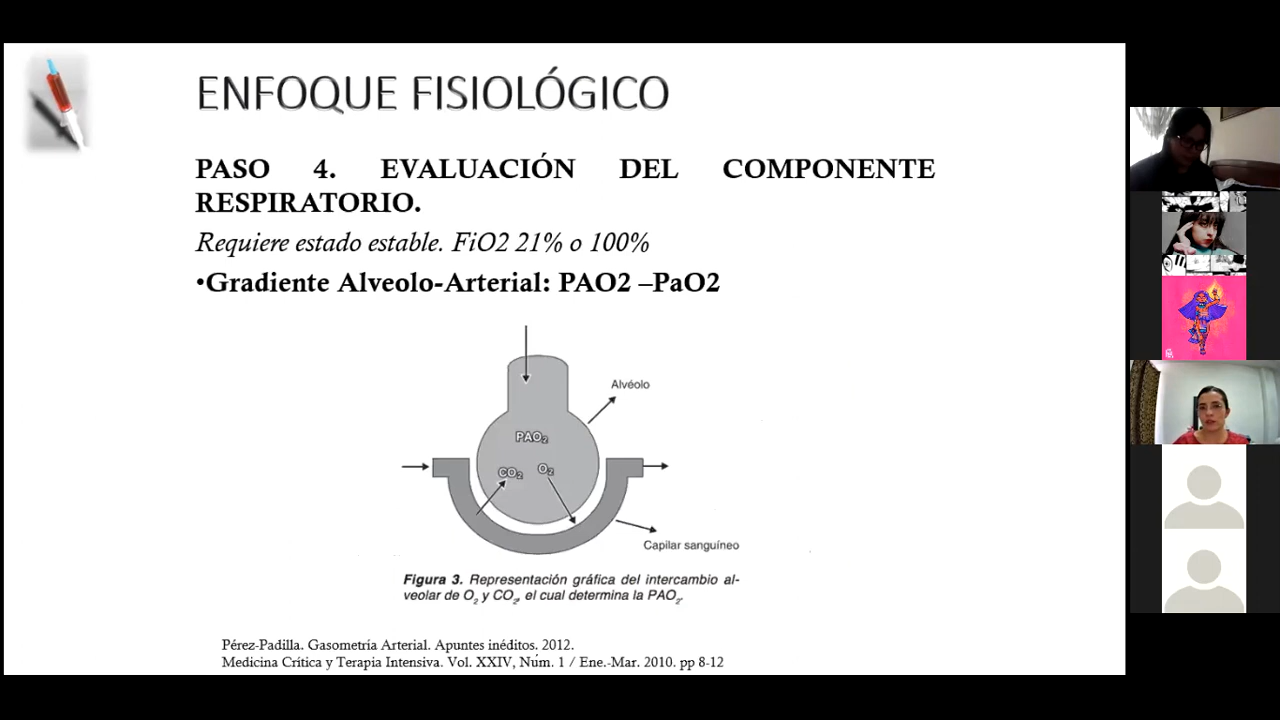 ENFOQUE FISIOLÓGICO
PASO 4. EVALUACIÓN DEL COMPONENTE
RESPIRATORIO.
Requiere estado estable. FiO2 21% o 100%
•Gradiente Alveolo-Arterial: PAO2 –PaO2
Alvéolo
PAO₂
CO₂ O₂
Capilar sanguíneo
Figura 3. Representación gráfica del intercambio al-
veolar de O₂ y CO₂, el cual determina la PAO₂.
Pérez-Padilla. Gasometría Arterial. Apuntes inéditos. 2012.
Medicina Crítica y Terapia Intensiva. Vol. XXIV, Núm. 1 / Ene.-Mar. 2010. pp 8-12